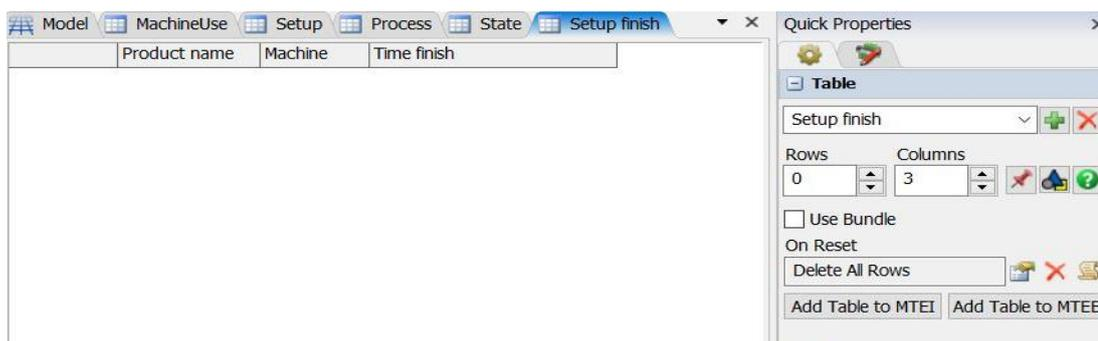 Model MachineUse Setup Process State Setup finish
Product name Machine Time finish
Quick Properties
Table
Setup finish
Rows Columns
0 3
Use Bundle
On Reset
Delete All Rows
Add Table to MTEI Add Table to MTEE